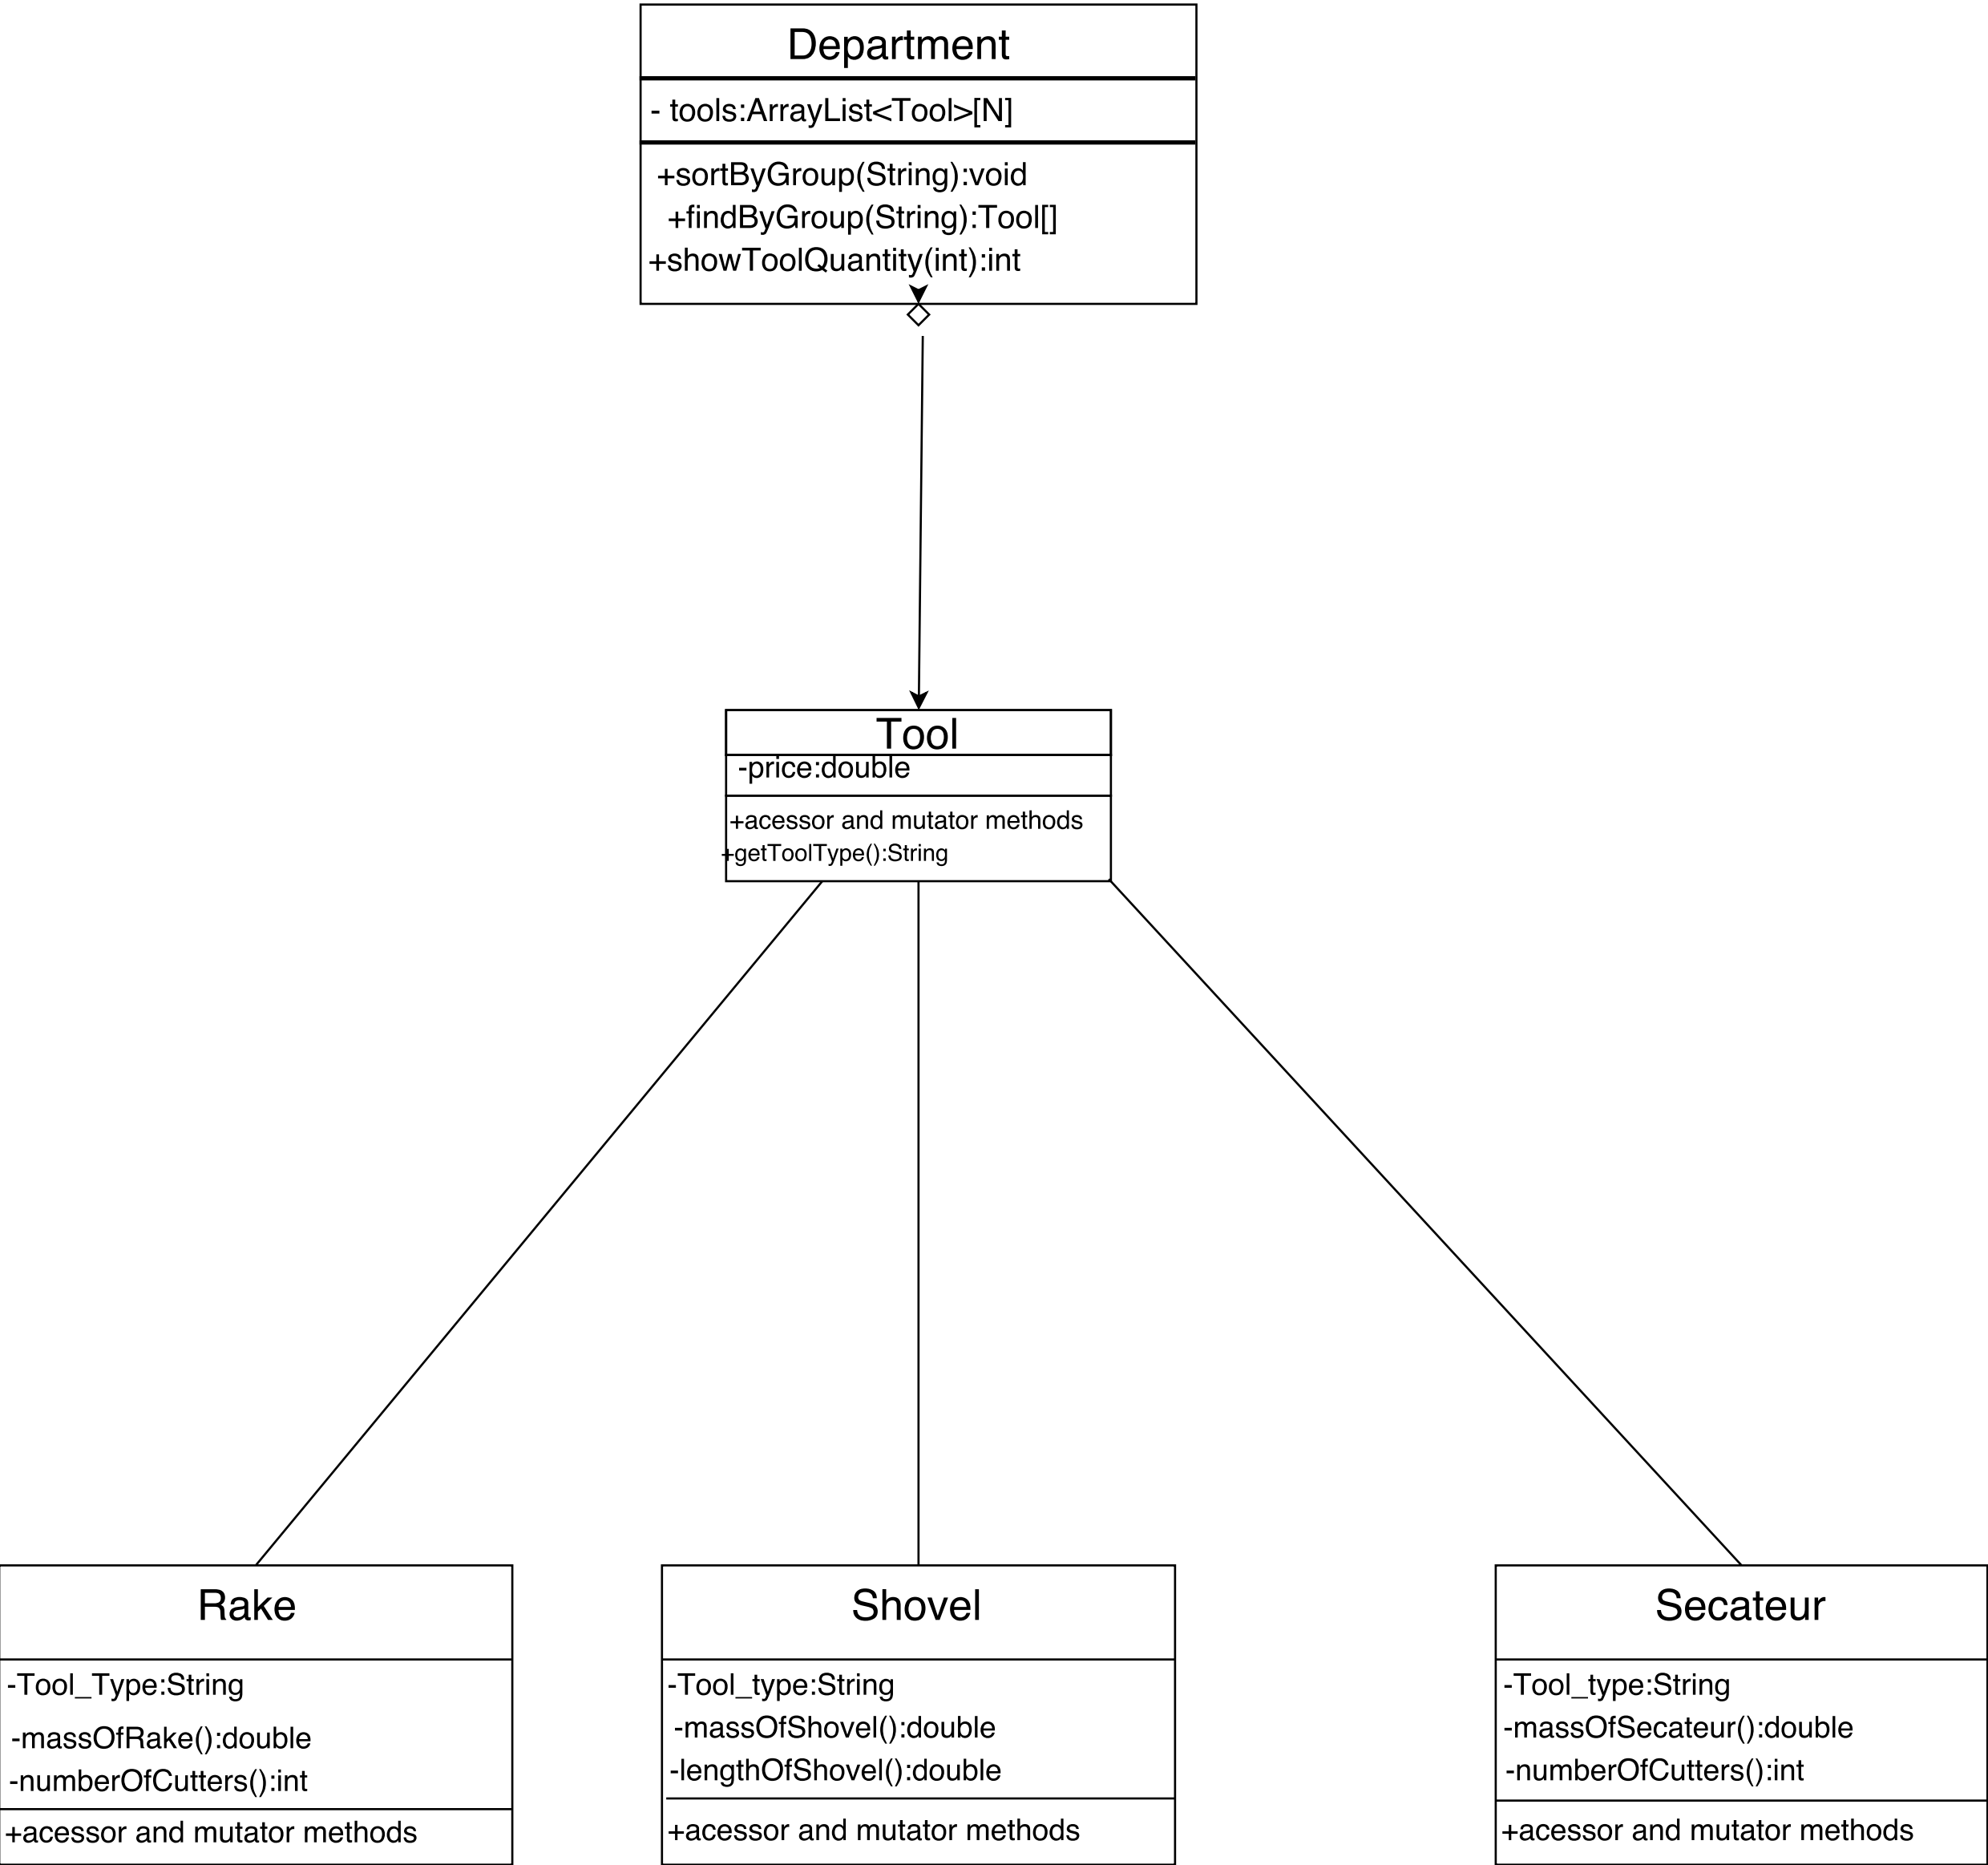 Department
- tools:ArrayList<Tool>[N]
+sortByGroup(String):void
+findByGroup(String):Tool[]
+showToolQuantity(int):int
Tool
-price:double
+acessor and mutator methods
+getToolType():String
Rake
-Tool_Type:String
-massOfRake():double
-numberOfCutters():int
+acessor and mutator methods
Shovel
-Tool_type:String
-massOfShovel():double
-lengthOfShovel():double
+acessor and mutator methods
Secateur
-Tool_type:String
-massOfSecateur():double
-numberOfCutters():int
+acessor and mutator methods